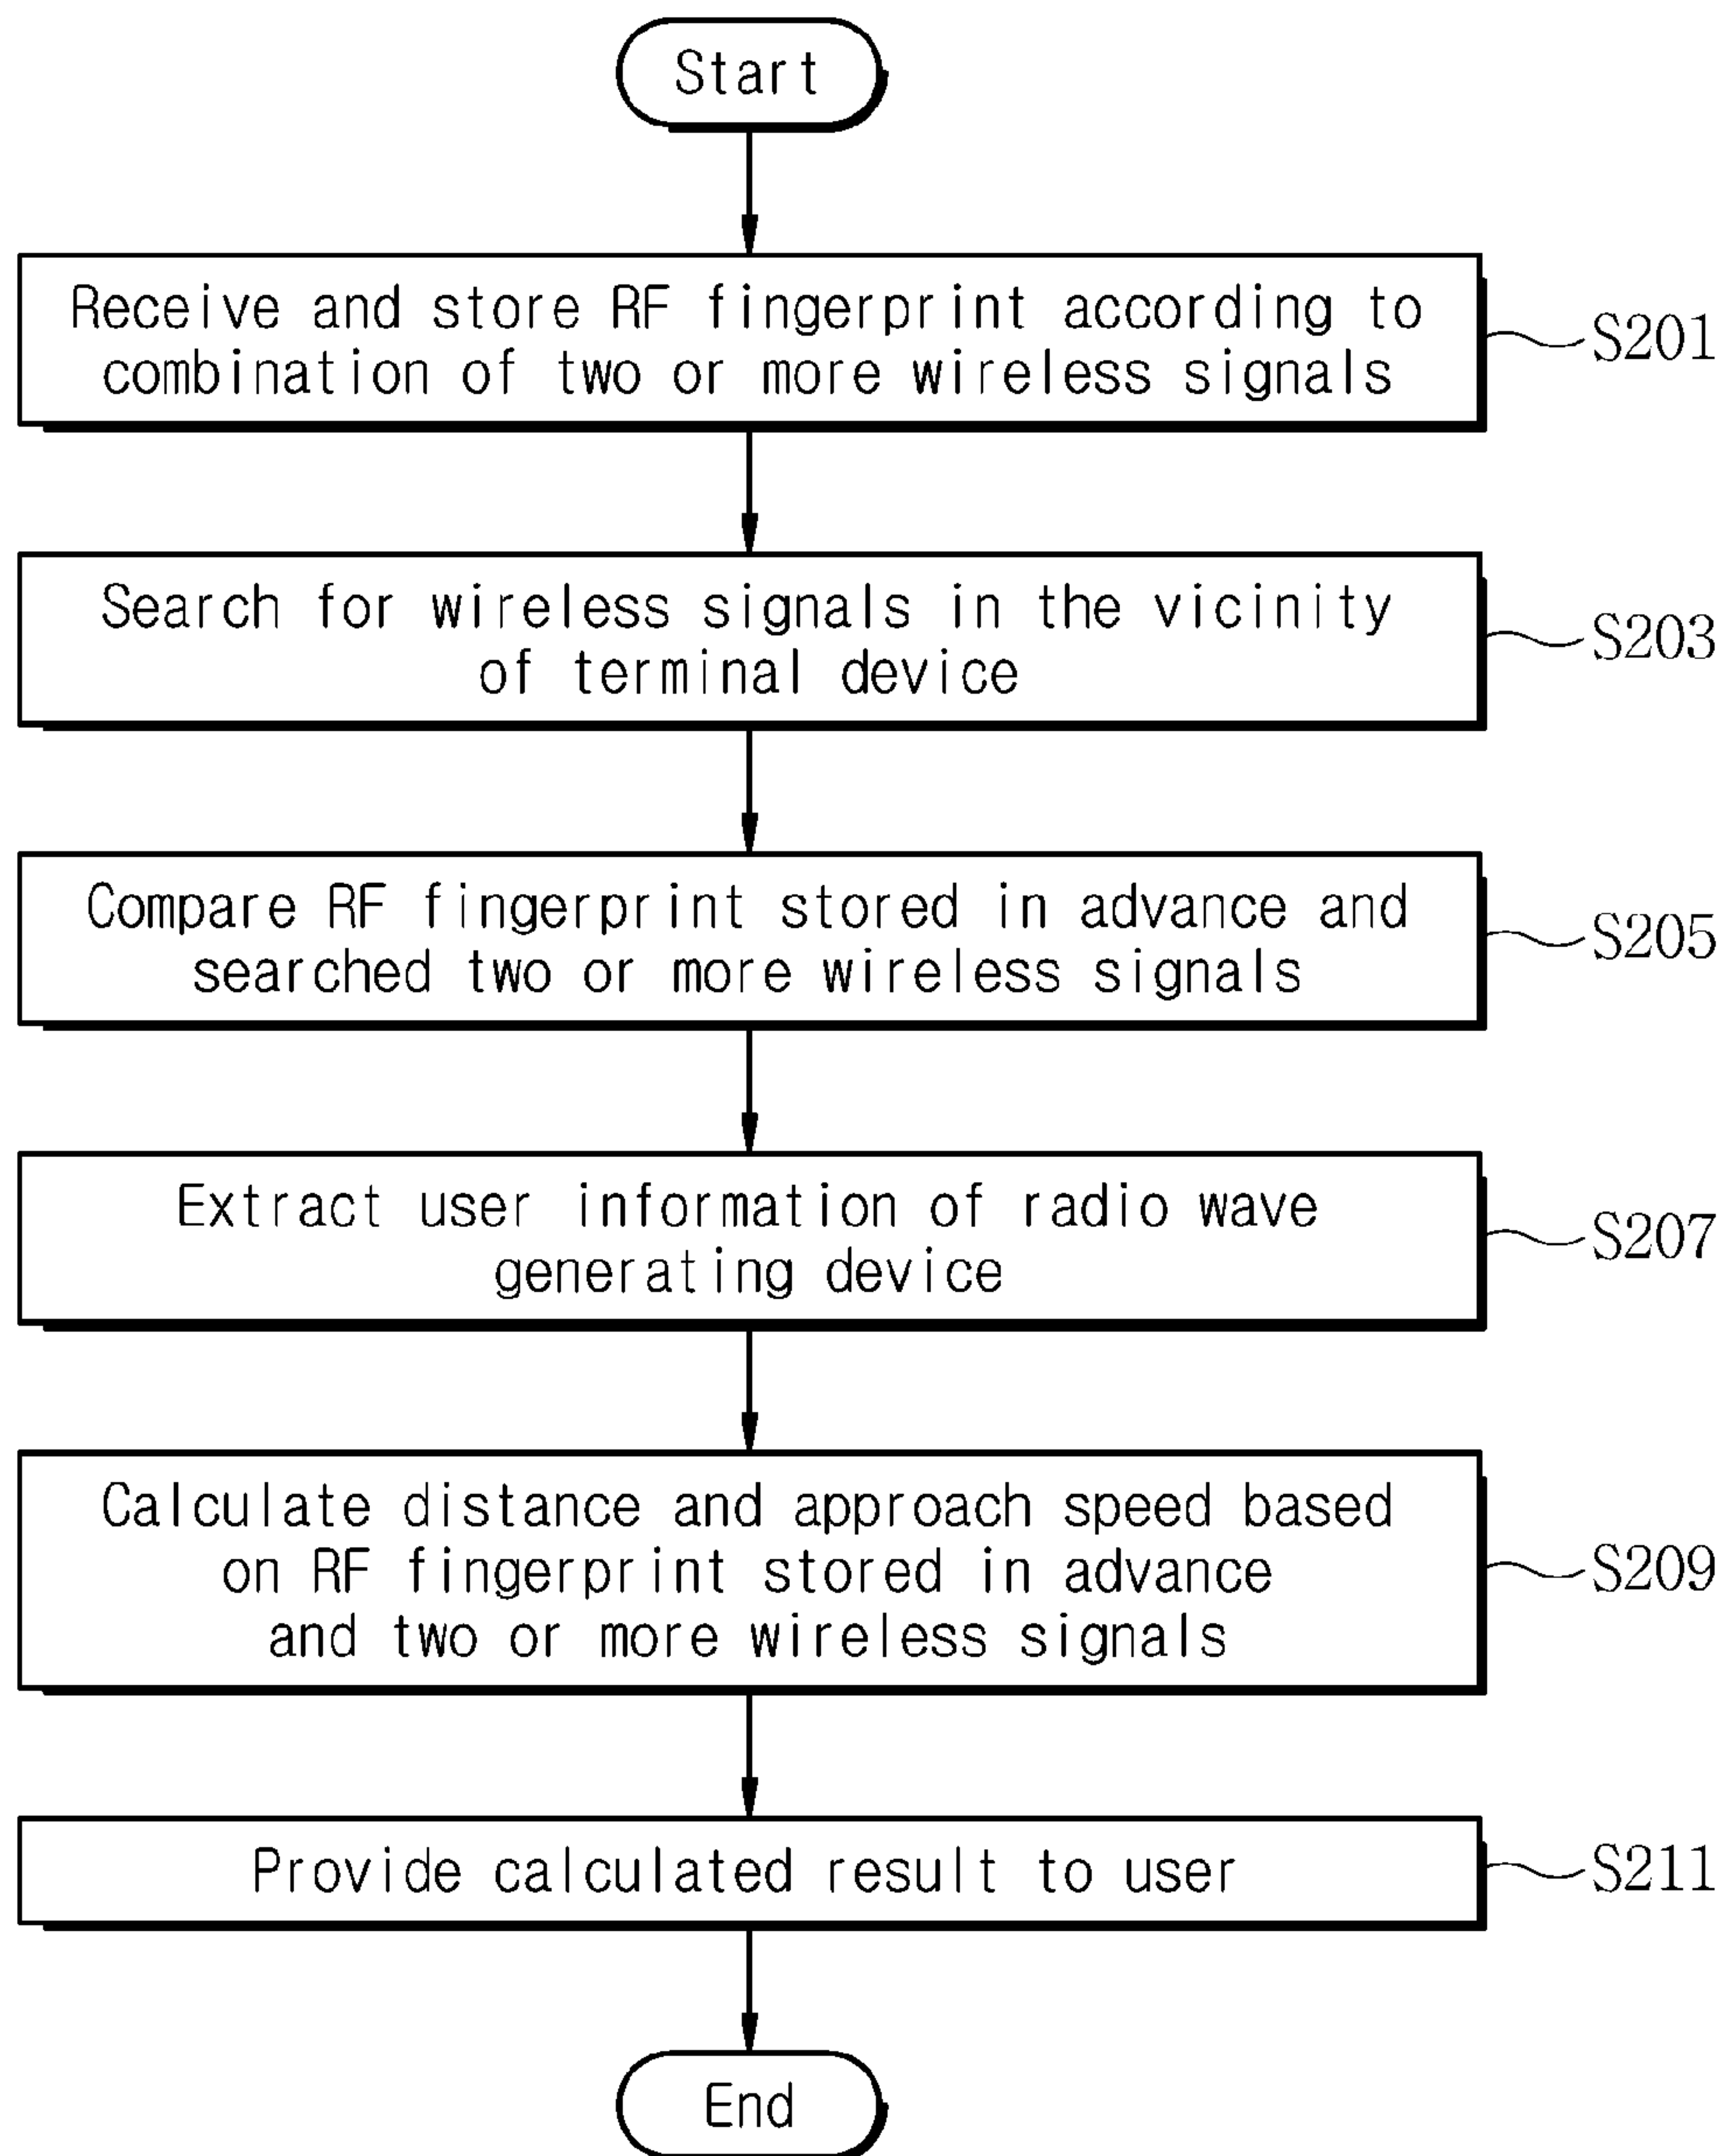 Start
Receive and store RF fingerprint according to
combination of two or more wireless signals
S201
Search for wireless signals in the vicinity
of terminal device
S203
Compare RF fingerprint stored in advance and
searched two or more wireless signals
S205
Extract user information of radio wave
generating device
S207
Calculate distance and approach speed based
on RF fingerprint stored in advance
and two or more wireless signals
S209
Provide calculated result to user
S211
End